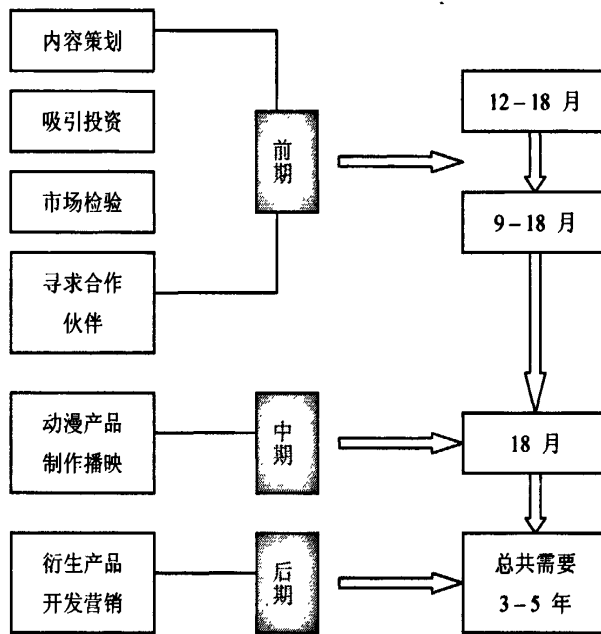 内容策划
吸引投资
市场检验
寻求合作
伙伴
前
期
12-18 月
9-18 月
动漫产品
制作播映
中
期
18 月
衍生产品
开发营销
后
期
总共需要
3-5 年